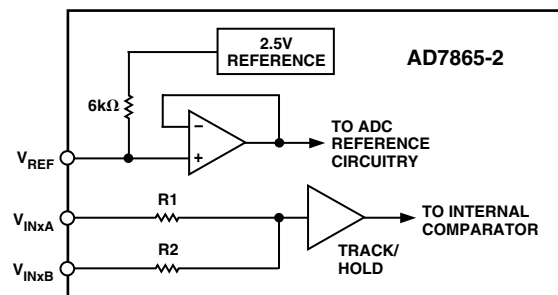 2.5V
REFERENCE
AD7865-2
6kΩ
−
+
TO ADC
REFERENCE
CIRCUITRY
VREF
VINxA
R1
TO INTERNAL
COMPARATOR
R2
TRACK/
HOLD
VINxB